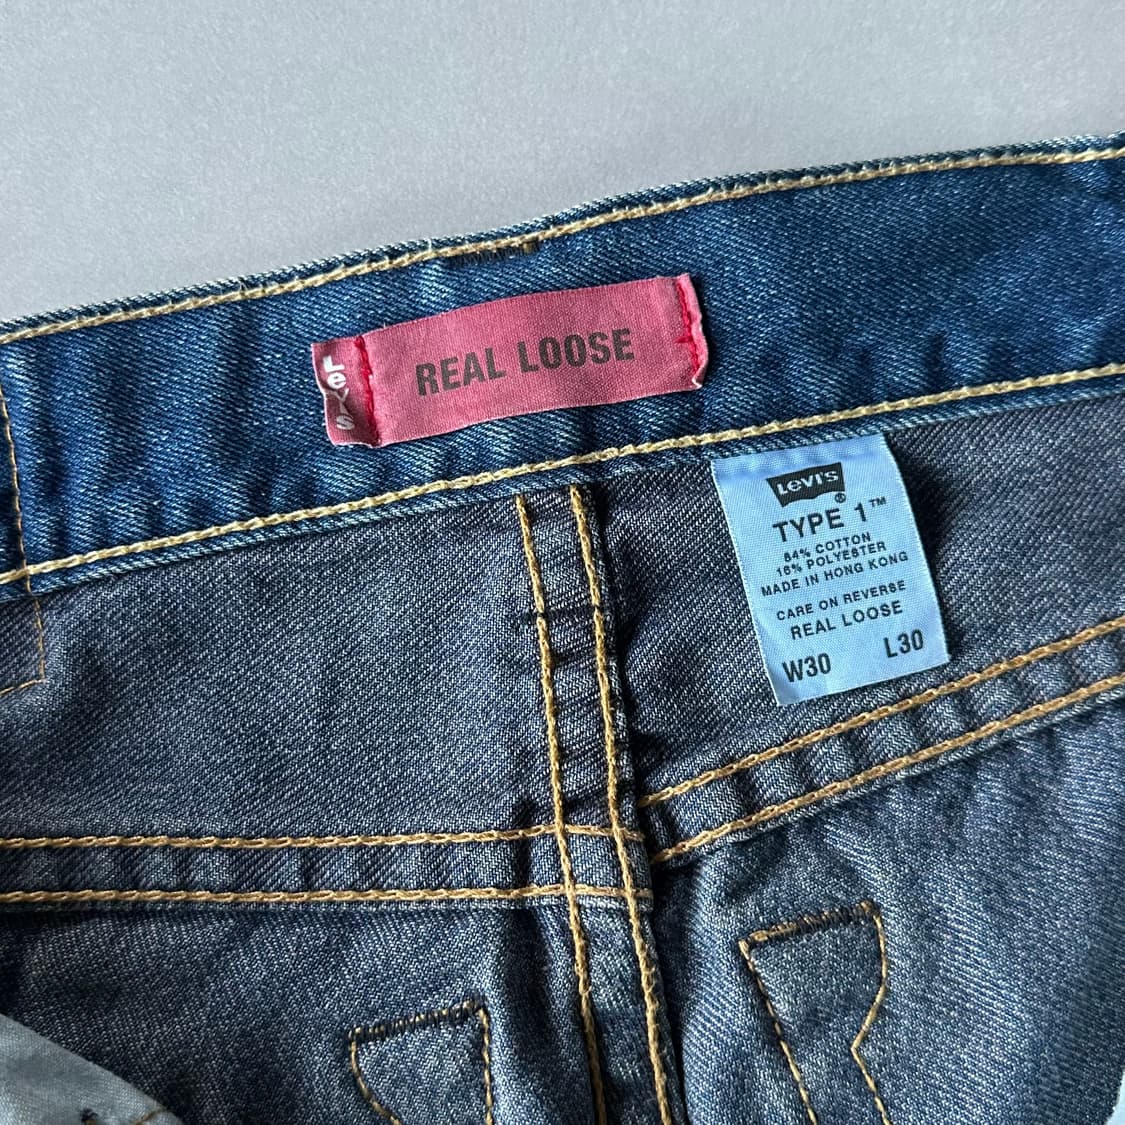 Levi's
REAL LOOSE
LEVI'S
®
TYPE 1™
84% COTTON
16% POLYESTER
MADE IN HONG KONG
CARE ON REVERSE
REAL LOOSE
W30 L30